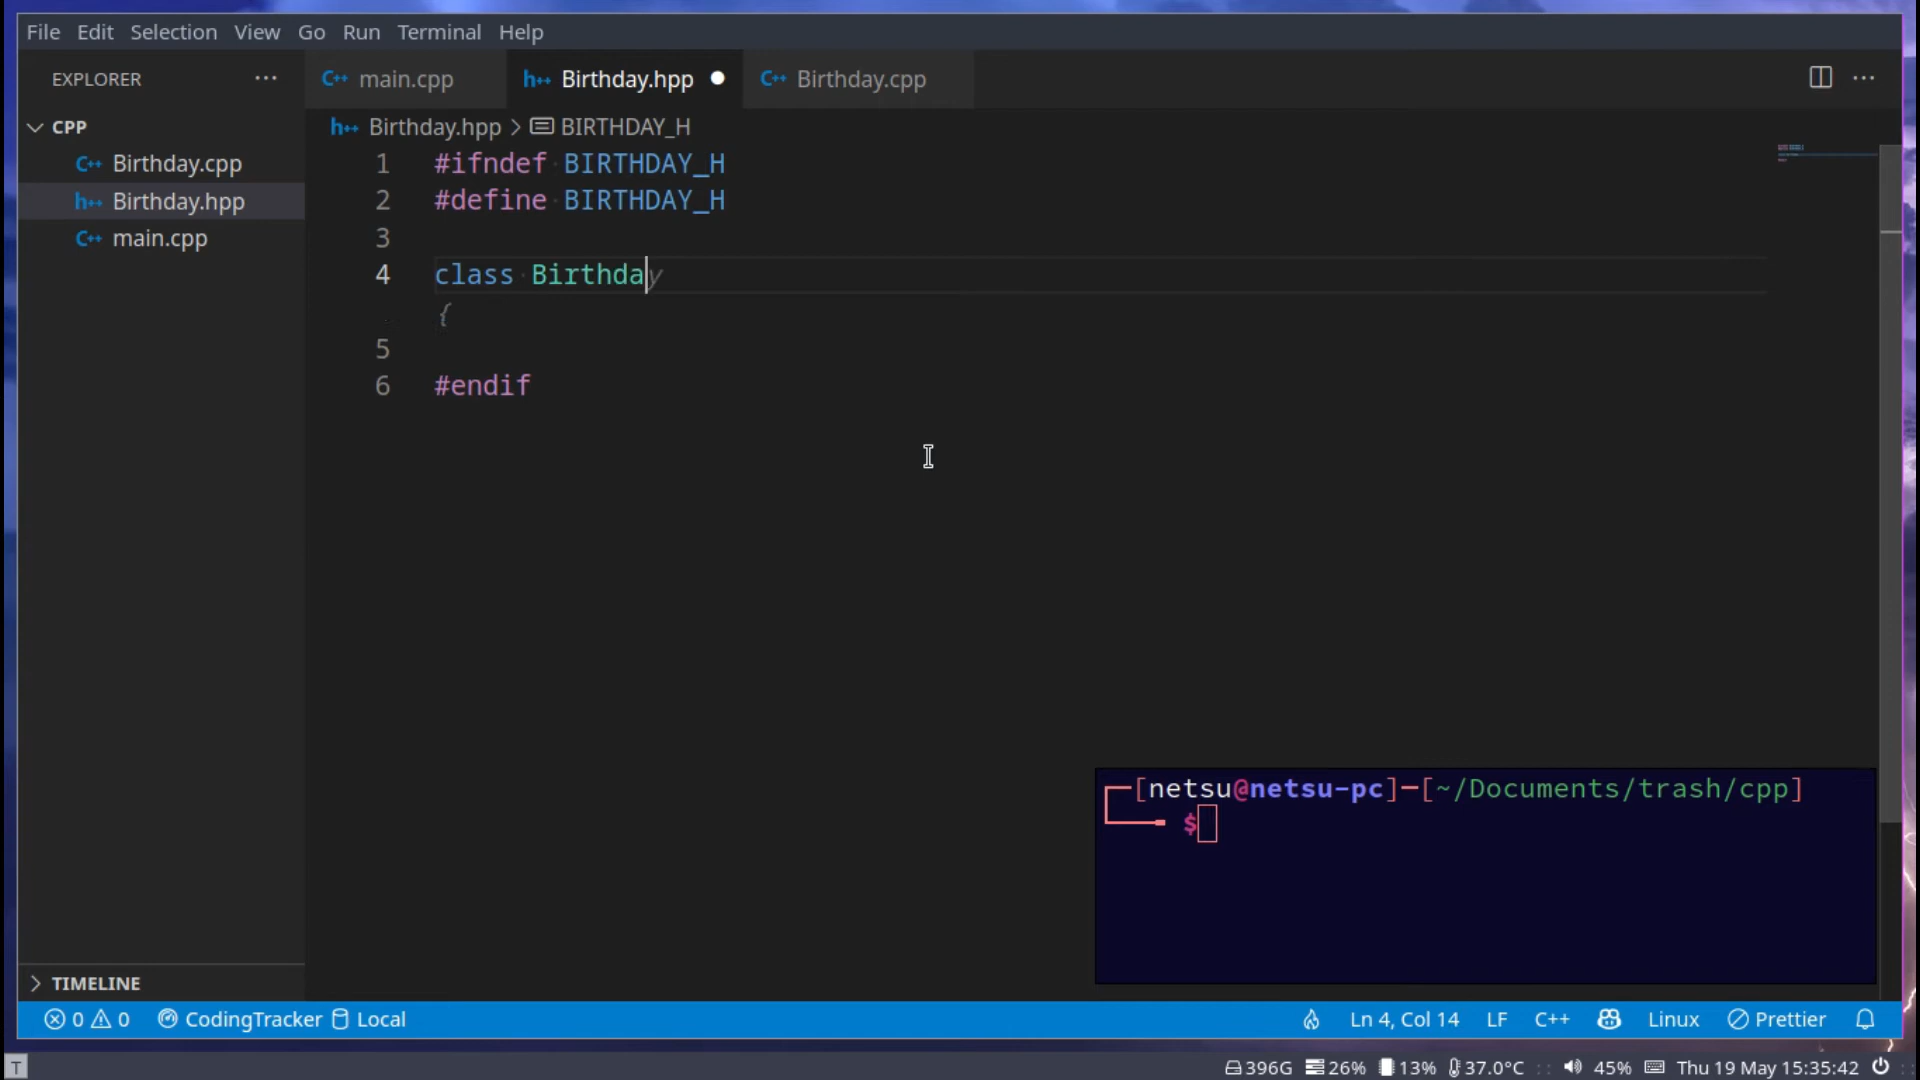 File Edit Selection View Go Run Terminal Help
EXPLORER ···
C++ main.cpp h++ Birthday.hpp ● C++ Birthday.cpp
CPP
C++ Birthday.cpp
h++ Birthday.hpp
C++ main.cpp
h++ Birthday.hpp > BIRTHDAY_H
1 #ifndef BIRTHDAY_H
2 #define BIRTHDAY_H
3
4 class Birthday
{
5
6 #endif
[netsu@netsu-pc]-[~/Documents/trash/cpp]
$
TIMELINE
0 0 CodingTracker Local Ln 4, Col 14 LF C++ Linux Prettier
T 396G 26% 13% 37.0°C :: 45% Thu 19 May 15:35:42